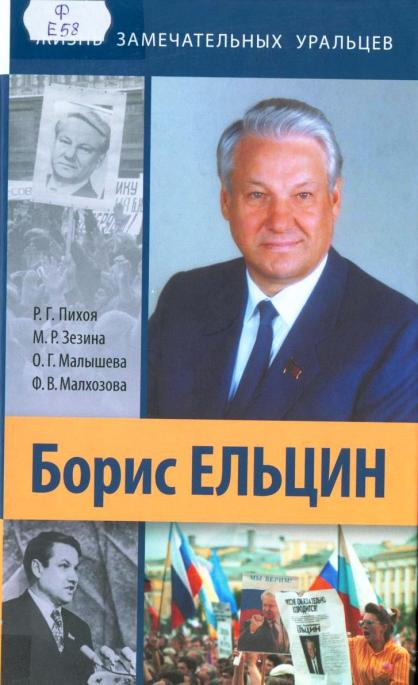 Ф
Е58
ЖИЗНЬ ЗАМЕЧАТЕЛЬНЫХ УРАЛЬЦЕВ
Р. Г. Пихоя
М. Р. Зезина
О. Г. Малышева
Ф. В. Малхозова
Борис ЕЛЬЦИН
МЫ ВЕРИМ!
ЕЛЬЦИН